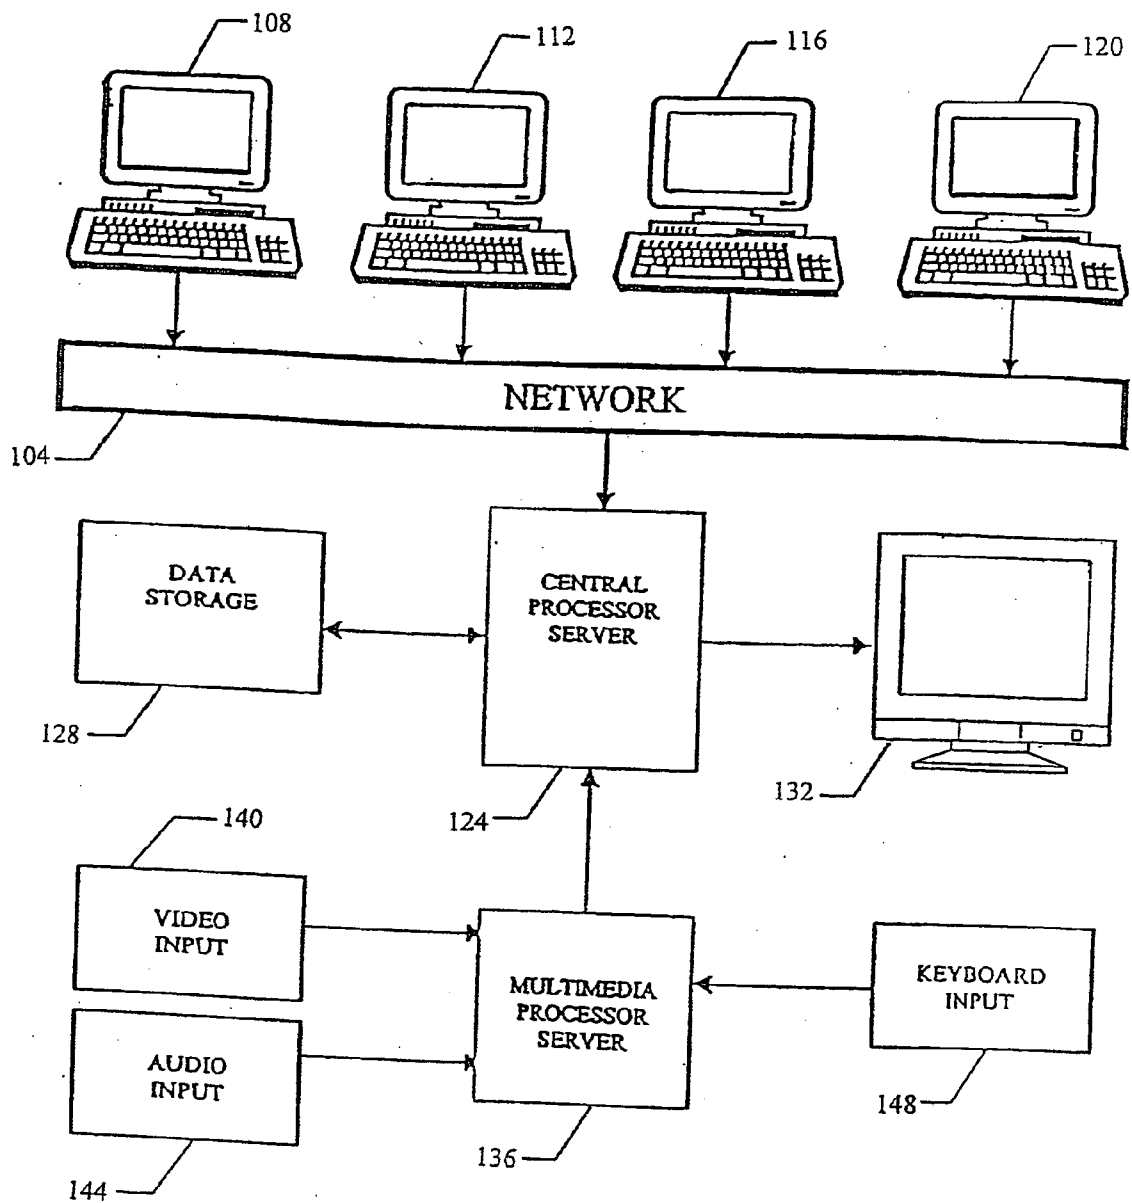 108
112
116
120
NETWORK
104
DATA
STORAGE
CENTRAL
PROCESSOR
SERVER
128
124
132
140
VIDEO
INPUT
MULTIMEDIA
PROCESSOR
SERVER
KEYBOARD
INPUT
AUDIO
INPUT
148
136
144